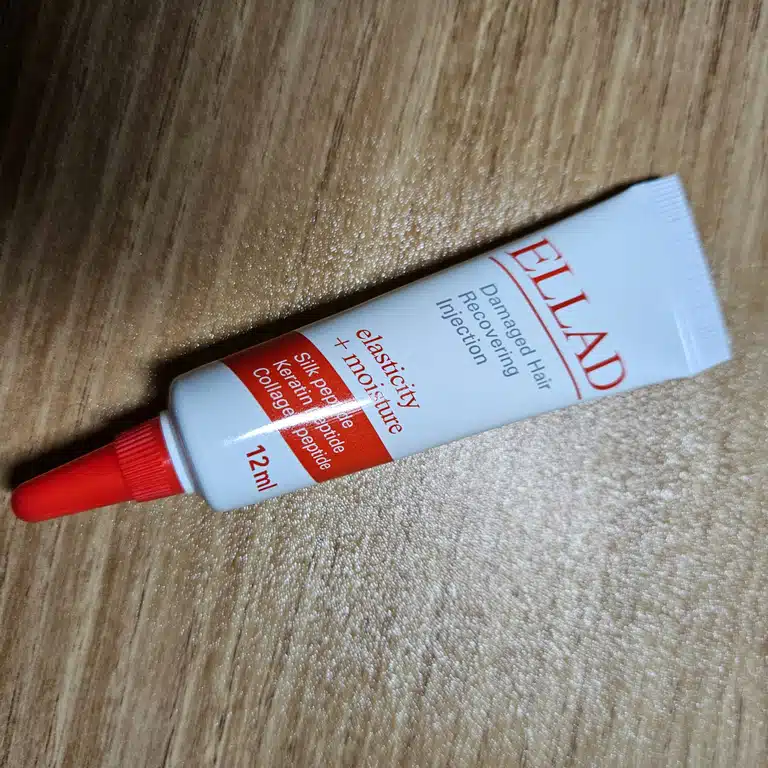 ELLAD
Damaged Hair
Recovering
Injection
elasticity
+ moisture
Silk peptide
Keratin peptide
Collagen peptide
12ml